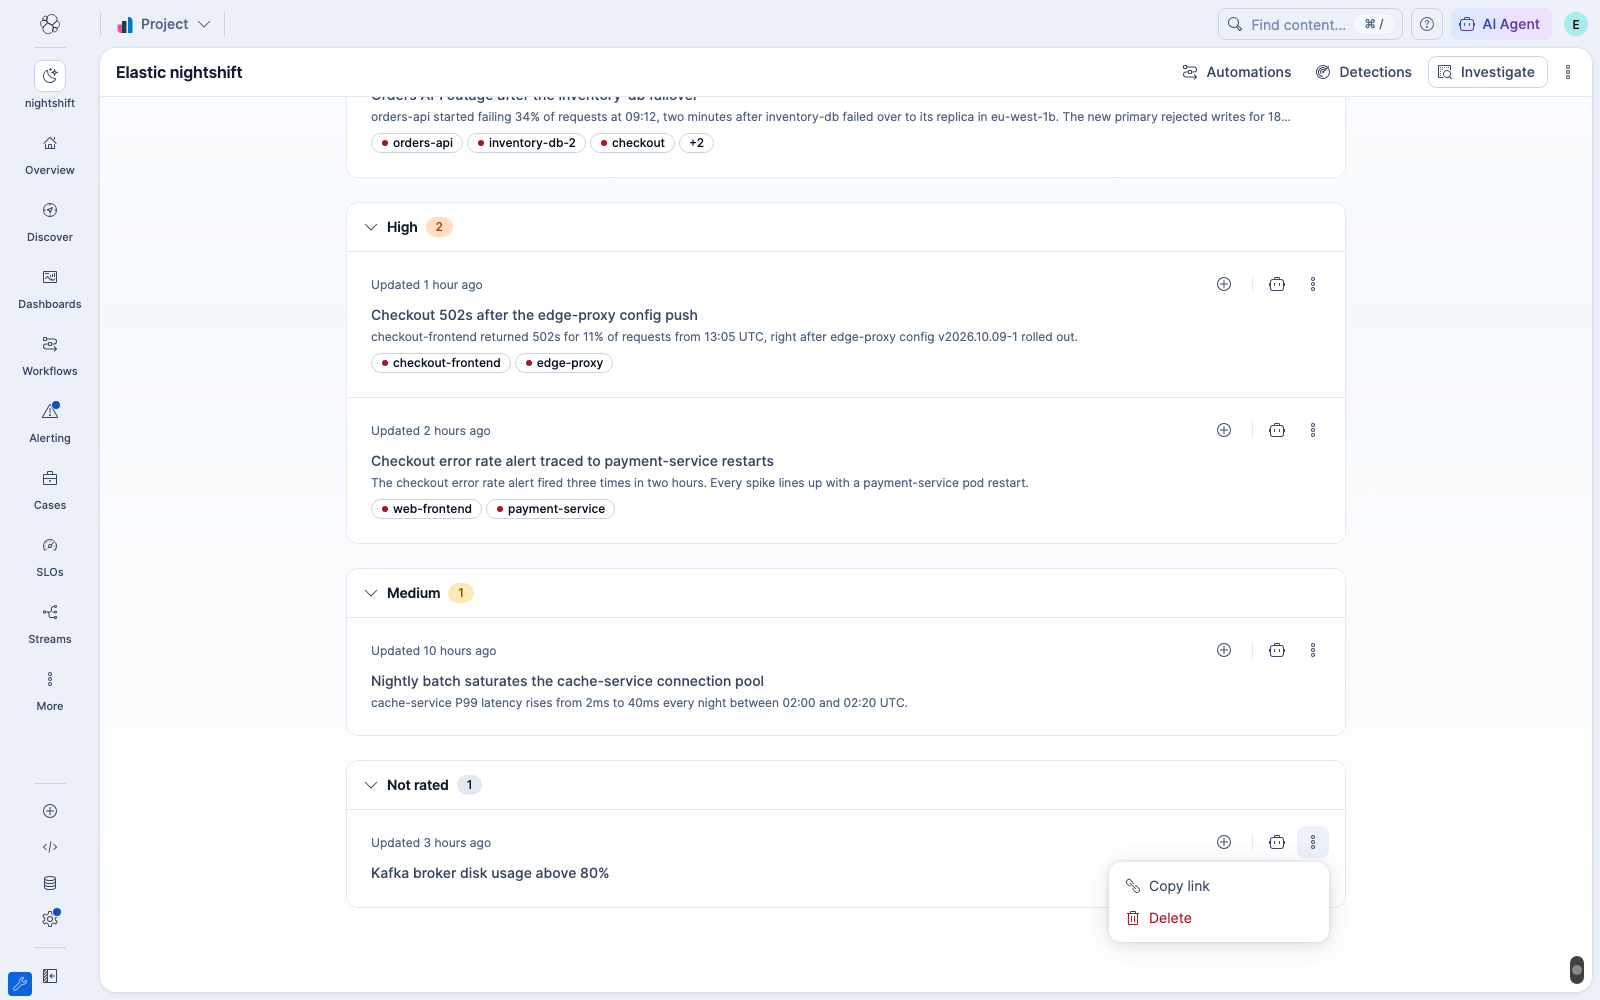 Project
Find content...
⌘ /
AI Agent
E
Elastic nightshift
Automations
Detections
Investigate
nightshift
Overview
Discover
Dashboards
Workflows
Alerting
Cases
SLOs
Streams
More
Orders API outage after the inventory-db failover
orders-api started failing 34% of requests at 09:12, two minutes after inventory-db failed over to its replica in eu-west-1b. The new primary rejected writes for 18...
orders-api
inventory-db-2
checkout
+2
High
2
Updated 1 hour ago
Checkout 502s after the edge-proxy config push
checkout-frontend returned 502s for 11% of requests from 13:05 UTC, right after edge-proxy config v2026.10.09-1 rolled out.
checkout-frontend
edge-proxy
Updated 2 hours ago
Checkout error rate alert traced to payment-service restarts
The checkout error rate alert fired three times in two hours. Every spike lines up with a payment-service pod restart.
web-frontend
payment-service
Medium
1
Updated 10 hours ago
Nightly batch saturates the cache-service connection pool
cache-service P99 latency rises from 2ms to 40ms every night between 02:00 and 02:20 UTC.
Not rated
1
Updated 3 hours ago
Kafka broker disk usage above 80%
Copy link
Delete